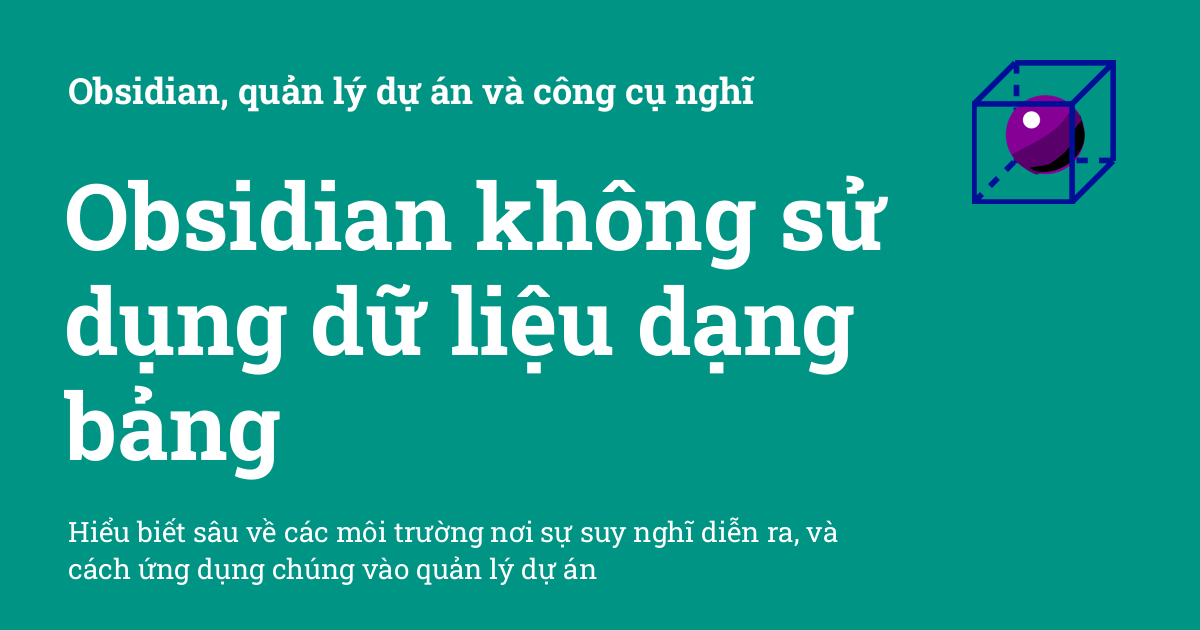 Obsidian, quản lý dự án và công cụ nghĩ
Obsidian không sử
dụng dữ liệu dạng
bảng
Hiểu biết sâu về các môi trường nơi sự suy nghĩ diễn ra, và
cách ứng dụng chúng vào quản lý dự án